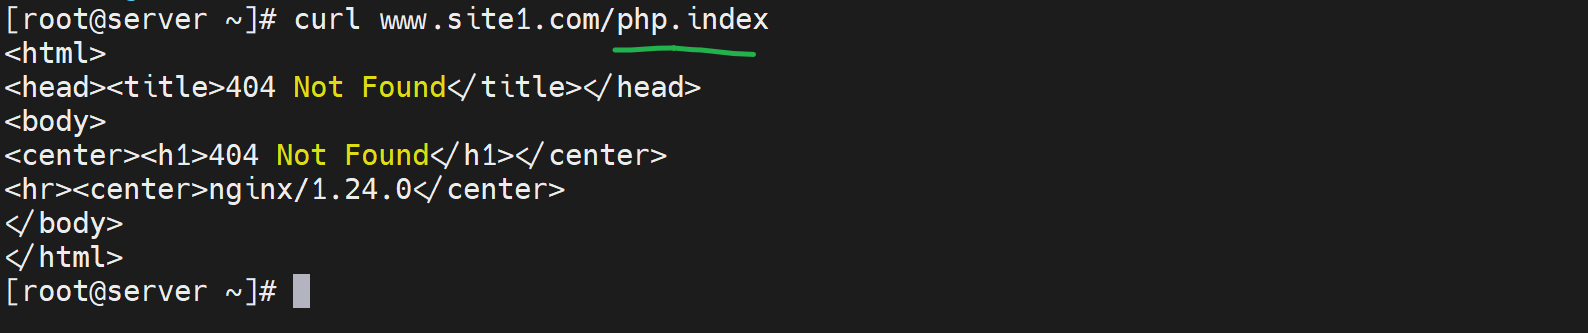 [root@server ~]# curl www.site1.com/php.index
<html>
<head><title>404 Not Found</title></head>
<body>
<center><h1>404 Not Found</h1></center>
<hr><center>nginx/1.24.0</center>
</body>
</html>
[root@server ~]#